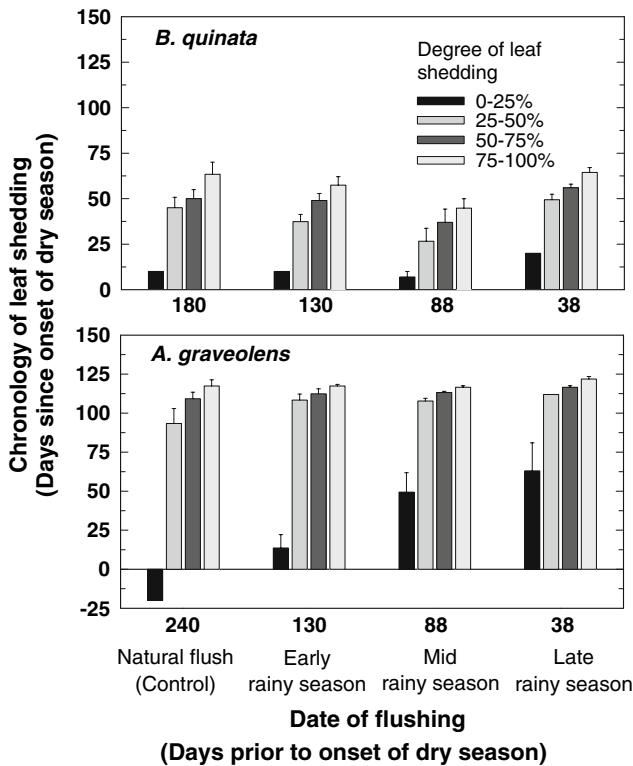 Chronology of leaf shedding
(Days since onset of dry season)
B. quinata
Degree of leaf
shedding
0-25%
25-50%
50-75%
75-100%
150
125
100
75
50
25
0
180 130 88 38
A. graveolens
150
125
100
75
50
25
0
-25
240 130 88 38
Natural flush Early Mid Late
(Control) rainy season rainy season rainy season
Date of flushing
(Days prior to onset of dry season)